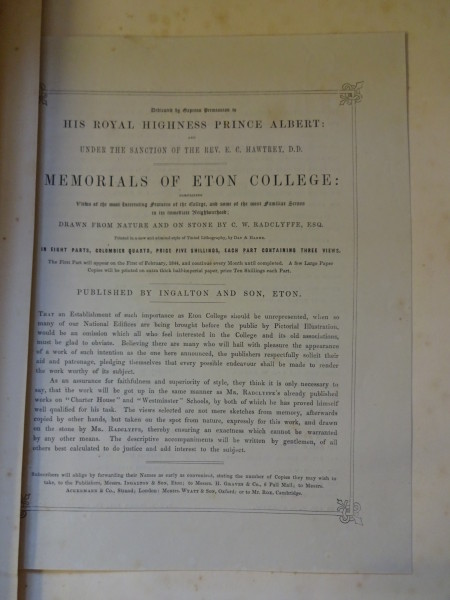 Dedicated by Express Permission to
HIS ROYAL HIGHNESS PRINCE ALBERT:
AND
UNDER THE SANCTION OF THE REV. E. C. HAWTREY, D.D.
MEMORIALS OF ETON COLLEGE:
COMPRISING
Views of the most Interesting Features of the College, and some of the most Familiar Scenes
in its immediate Neighbourhood;
DRAWN FROM NATURE AND ON STONE BY C. W. RADCLYFFE, ESQ.
Printed in a new and admired style of Tinted Lithography, by DAY & HAGHE.
IN EIGHT PARTS, COLUMBIER QUARTO, PRICE FIVE SHILLINGS, EACH PART CONTAINING THREE VIEWS.
The First Part will appear on the First of February, 1844, and continue every Month until completed. A few Large Paper
Copies will be printed on extra thick half-imperial paper, price Ten Shillings each Part.
PUBLISHED BY INGALTON AND SON, ETON.
THAT an Establishment of such importance as Eton College should be unrepresented, when so
many of our National Edifices are being brought before the public by Pictorial Illustration,
would be an omission which all who feel interested in the College and its old associations,
must be glad to obviate. Believing there are many who will hail with pleasure the appearance
of a work of such intention as the one here announced, the publishers respectfully solicit their
aid and patronage, pledging themselves that every possible endeavour shall be made to render
the work worthy of its subject.
As an assurance for faithfulness and superiority of style, they think it is only necessary to
say, that the work will be got up in the same manner as MR. RADCLYFFE'S already published
works on "Charter House" and "Westminster" Schools, by both of which he has proved himself
well qualified for his task. The views selected are not mere sketches from memory, afterwards
copied by other hands, but taken on the spot from nature, expressly for this work, and drawn
on the stone by MR. RADCLYFFE, thereby ensuring an exactness which cannot be warranted
by any other means. The descriptive accompaniments will be written by gentlemen, of all
others best calculated to do justice and add interest to the subject.
Subscribers will oblige by forwarding their Names as early as convenient, stating the number of Copies they may wish to
take, to the Publishers, MESSRS. INGALTON & SON, Eton; to MESSRS. H. GRAVES & CO., 6 Pall Mall; to MESSRS.
ACKERMANN & CO., Strand; London: MESSRS. WYATT & SON, Oxford; or to MR. ROE, Cambridge.